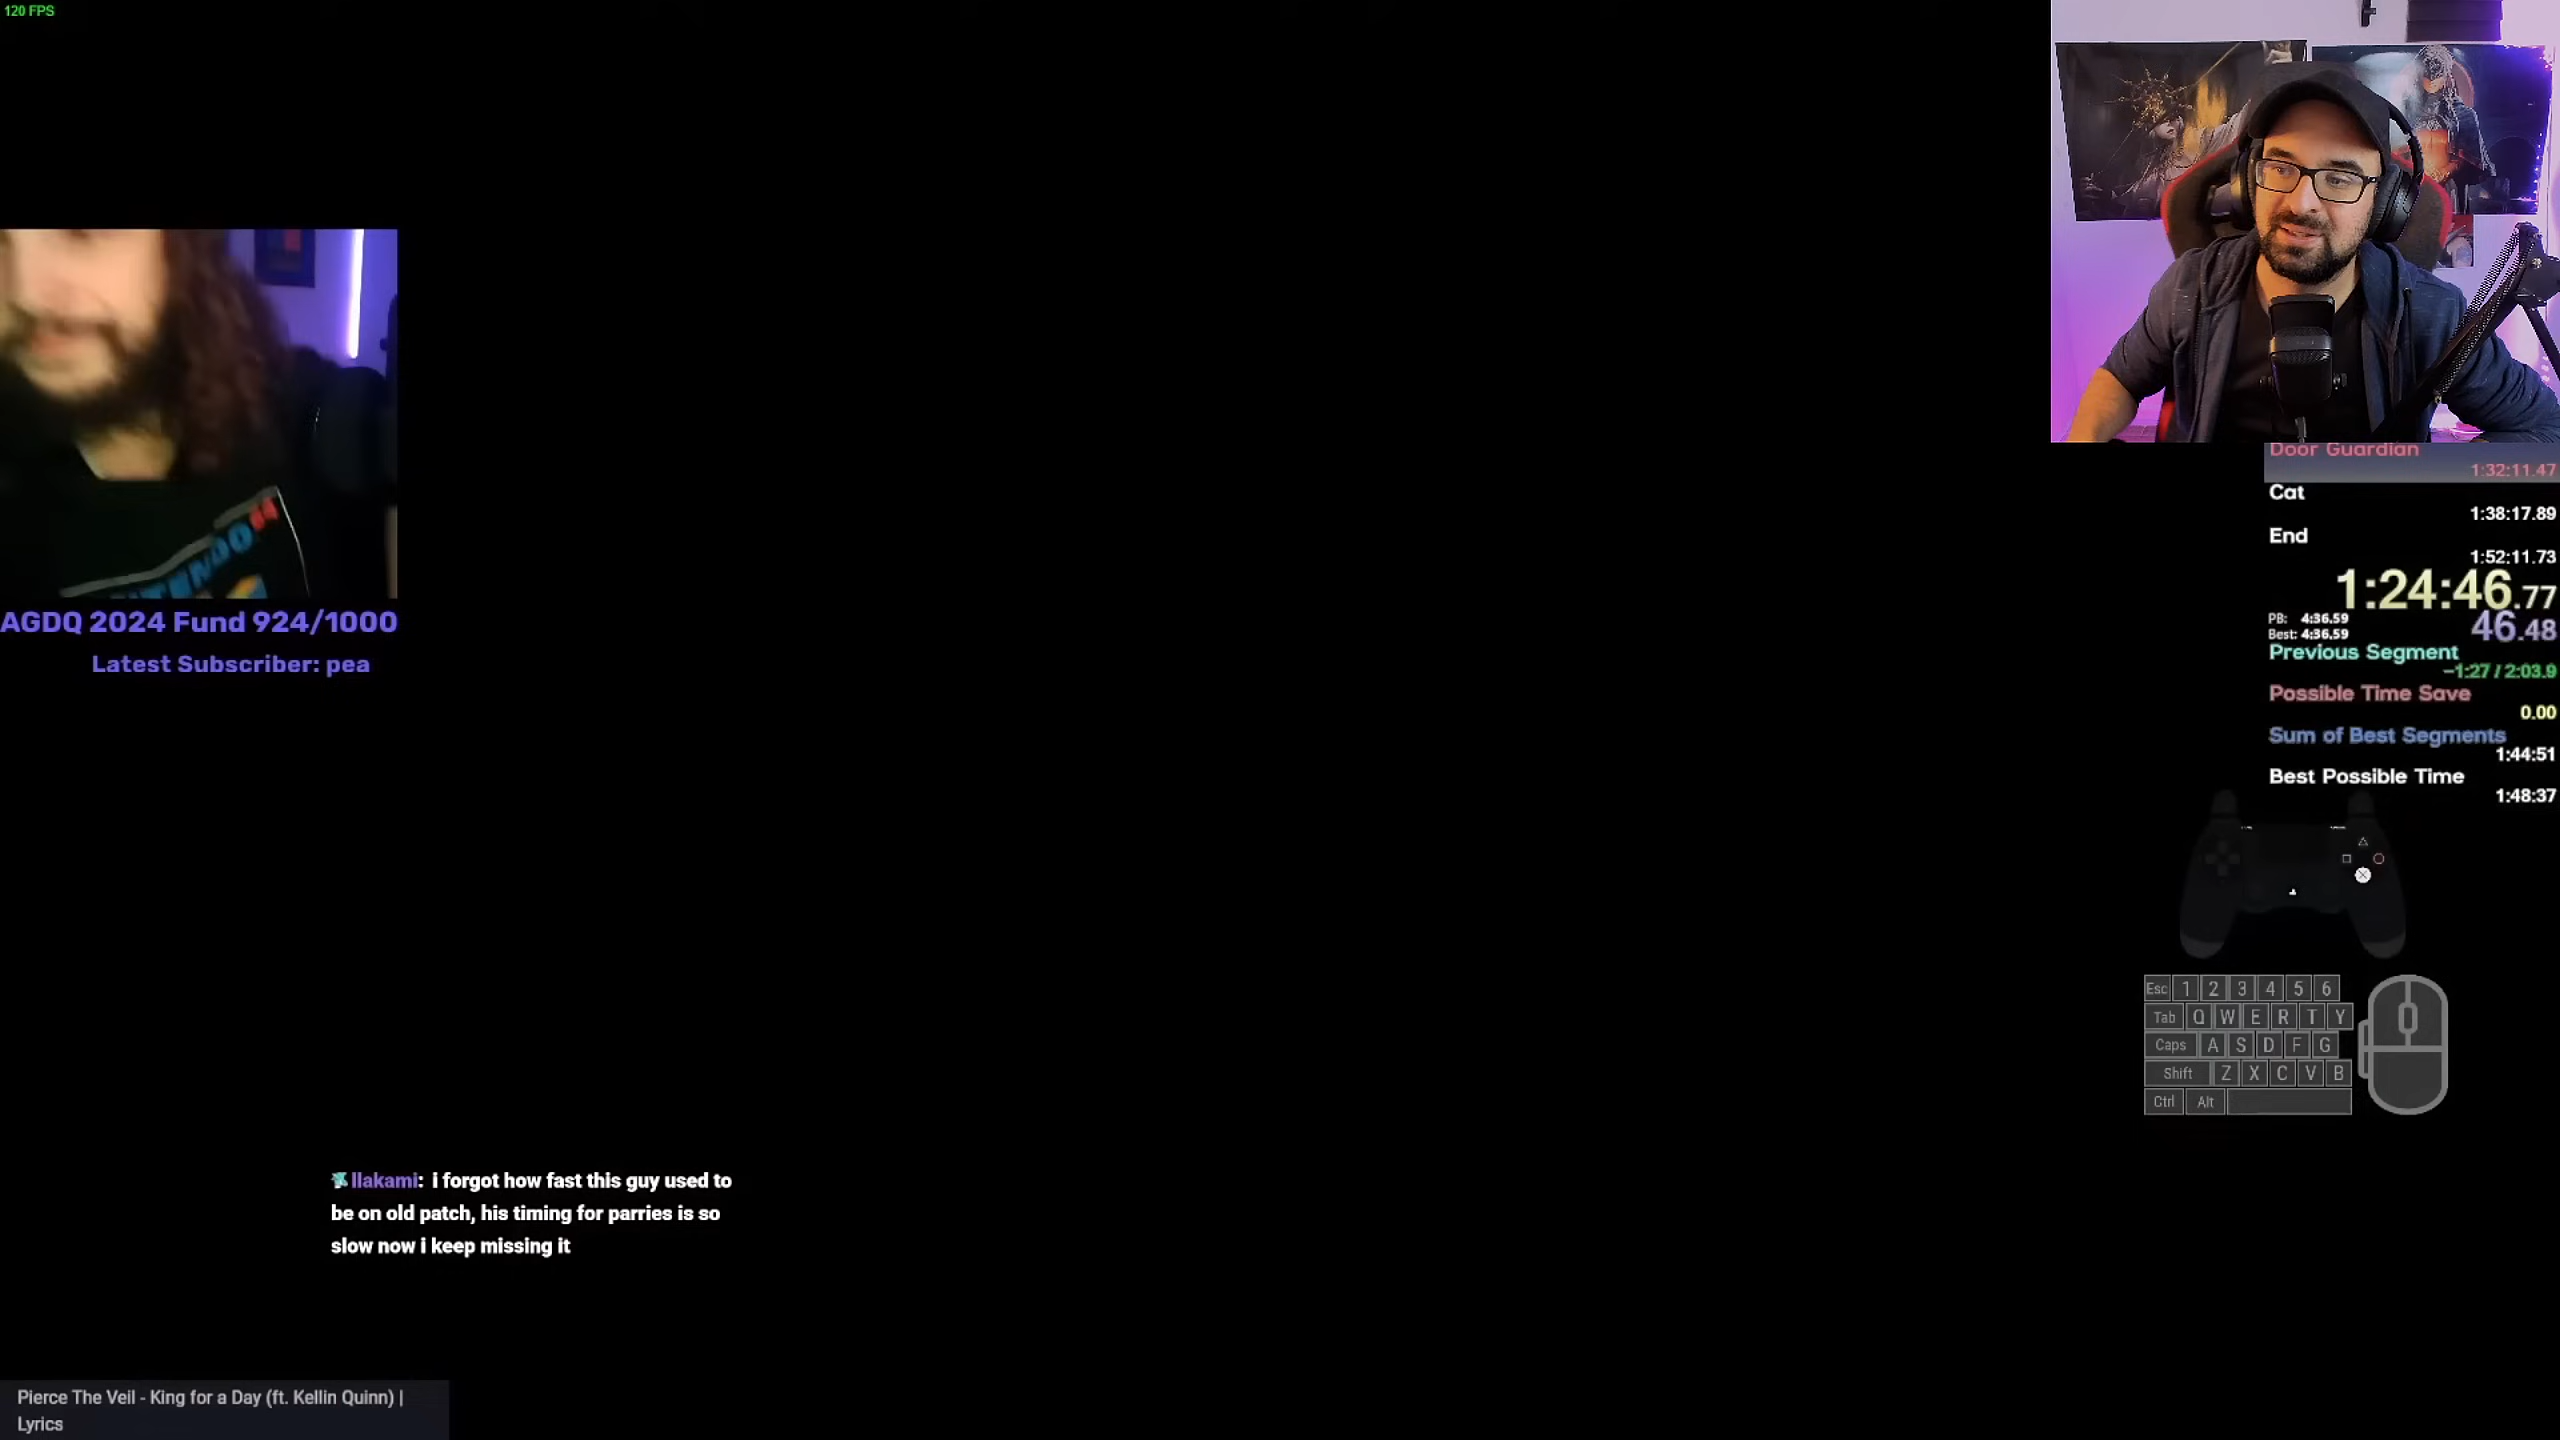 120 FPS
NTENDO64
AGDQ 2024 Fund 924/1000
Latest Subscriber: pea
Door Guardian
1:32:11.47
Cat
1:38:17.89
End
1:52:11.73
1:24:46.77
PB: 4:36.59
Best: 4:36.59
46.48
Previous Segment
−1:27 / 2:03.9
Possible Time Save
0.00
Sum of Best Segments
1:44:51
Best Possible Time
1:48:37
Esc 1 2 3 4 5 6
Tab Q W E R T Y
Caps A S D F G
Shift Z X C V B
Ctrl Alt
llakami: i forgot how fast this guy used to
be on old patch, his timing for parries is so
slow now i keep missing it
Pierce The Veil - King for a Day (ft. Kellin Quinn) |
Lyrics